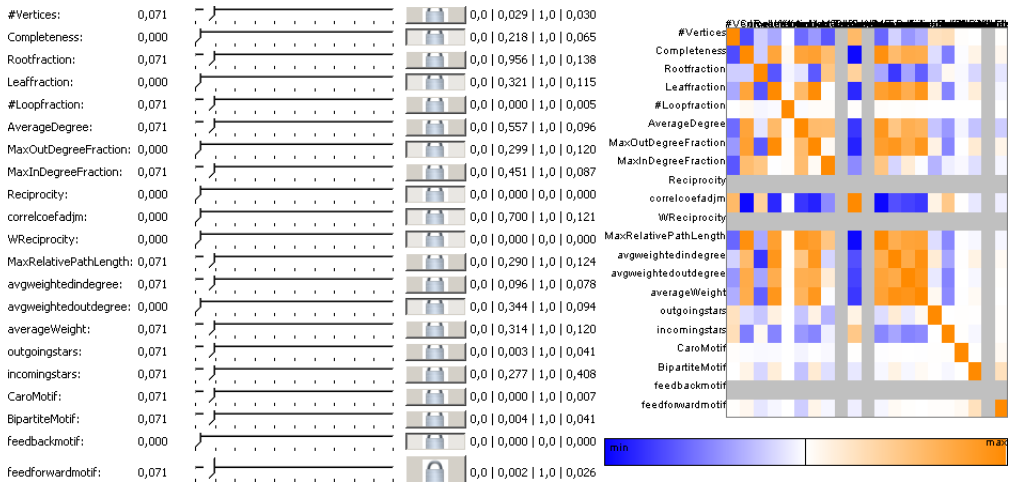 #Vertices: 0,071 0,0 | 0,029 | 1,0 | 0,030
Completeness: 0,000 0,0 | 0,218 | 1,0 | 0,065
Rootfraction: 0,071 0,0 | 0,956 | 1,0 | 0,138
Leaffraction: 0,000 0,0 | 0,321 | 1,0 | 0,115
#Loopfraction: 0,071 0,0 | 0,000 | 1,0 | 0,005
AverageDegree: 0,071 0,0 | 0,557 | 1,0 | 0,096
MaxOutDegreeFraction: 0,000 0,0 | 0,299 | 1,0 | 0,120
MaxInDegreeFraction: 0,071 0,0 | 0,451 | 1,0 | 0,087
Reciprocity: 0,000 0,0 | 0,000 | 0,0 | 0,000
correlcoefadjm: 0,000 0,0 | 0,700 | 1,0 | 0,121
WReciprocity: 0,000 0,0 | 0,000 | 0,0 | 0,000
MaxRelativePathLength: 0,071 0,0 | 0,290 | 1,0 | 0,124
avgweightedindegree: 0,071 0,0 | 0,096 | 1,0 | 0,078
avgweightedoutdegree: 0,000 0,0 | 0,344 | 1,0 | 0,094
averageWeight: 0,071 0,0 | 0,314 | 1,0 | 0,120
outgoingstars: 0,071 0,0 | 0,003 | 1,0 | 0,041
incomingstars: 0,071 0,0 | 0,277 | 1,0 | 0,408
CaroMotif: 0,071 0,0 | 0,000 | 1,0 | 0,007
BipartiteMotif: 0,071 0,0 | 0,004 | 1,0 | 0,041
feedbackmotif: 0,000 0,0 | 0,000 | 0,0 | 0,000
feedforwardmotif: 0,071 0,0 | 0,002 | 1,0 | 0,026
#Vertices
Completeness
Rootfraction
Leaffraction
#Loopfraction
AverageDegree
MaxOutDegreeFraction
MaxInDegreeFraction
Reciprocity
correlcoefadjm
WReciprocity
MaxRelativePathLength
avgweightedindegree
avgweightedoutdegree
averageWeight
outgoingstars
incomingstars
CaroMotif
BipartiteMotif
feedbackmotif
feedforwardmotif
min max